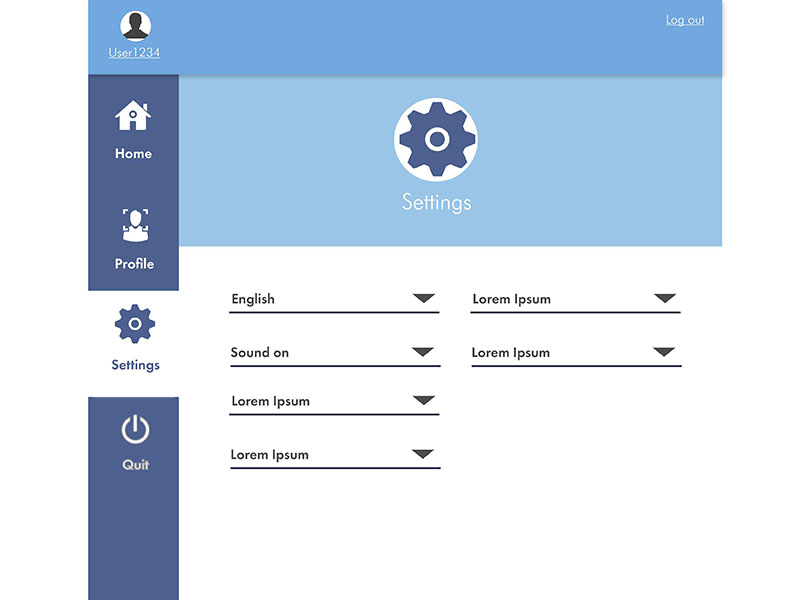 User1234
Log out
Home
Profile
Settings
Quit
Settings
English
Lorem Ipsum
Sound on
Lorem Ipsum
Lorem Ipsum
Lorem Ipsum